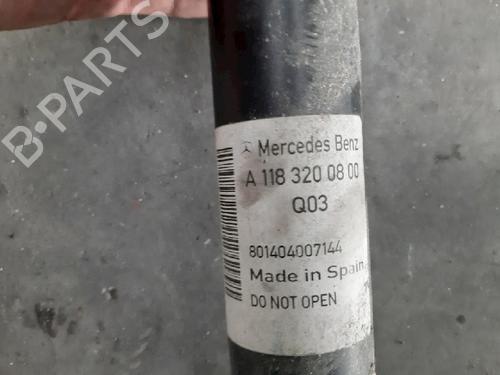 B-PARTS
Mercedes Benz
A 118 320 08 00
Q03
801404007144
Made in Spain
DO NOT OPEN